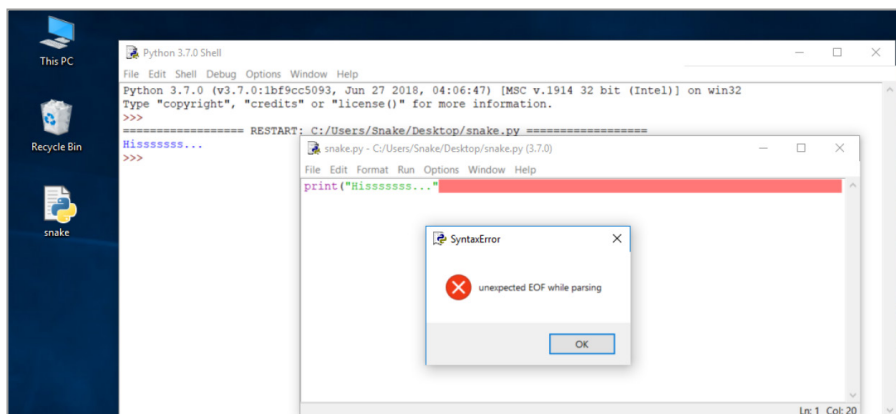 This PC
Recycle Bin
snake
Python 3.7.0 Shell
File Edit Shell Debug Options Window Help
Python 3.7.0 (v3.7.0:1bf9cc5093, Jun 27 2018, 04:06:47) [MSC v.1914 32 bit (Intel)] on win32
Type "copyright", "credits" or "license()" for more information.
>>>
================== RESTART: C:/Users/Snake/Desktop/snake.py ==================
Hisssssss...
>>>
snake.py - C:/Users/Snake/Desktop/snake.py (3.7.0)
File Edit Format Run Options Window Help
print("Hisssssss..."
SyntaxError
unexpected EOF while parsing
OK
Ln: 1 Col: 20